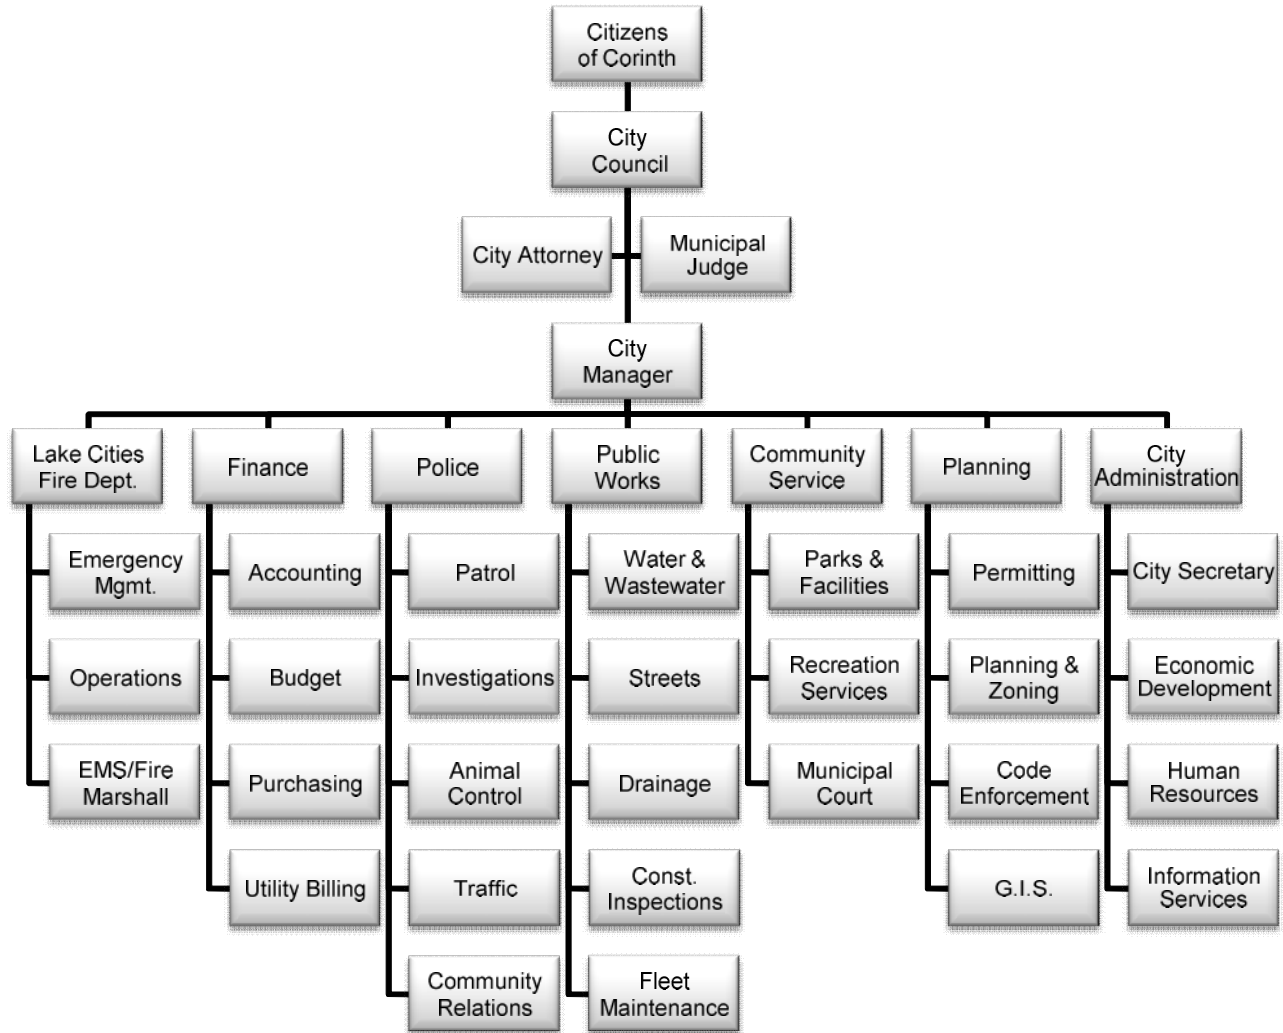 Citizens
of Corinth
City
Council
City Attorney
Municipal
Judge
City
Manager
Lake Cities
Fire Dept.
Finance
Police
Public
Works
Community
Service
Planning
City
Administration
Emergency
Mgmt.
Accounting
Patrol
Water &
Wastewater
Parks &
Facilities
Permitting
City Secretary
Operations
Budget
Investigations
Streets
Recreation
Services
Planning &
Zoning
Economic
Development
EMS/Fire
Marshall
Purchasing
Animal
Control
Drainage
Municipal
Court
Code
Enforcement
Human
Resources
Utility Billing
Traffic
Const.
Inspections
G.I.S.
Information
Services
Community
Relations
Fleet
Maintenance